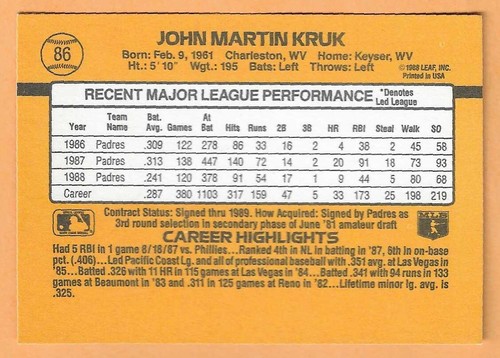 86
JOHN MARTIN KRUK
Born: Feb. 9, 1961 Charleston, WV Home: Keyser, WV
Ht.: 5' 10" Wgt.: 195 Bats: Left Throws: Left
©1988 LEAF, INC.
Printed in USA
RECENT MAJOR LEAGUE PERFORMANCE *Denotes Led League
Year Team Name Bat. Avg. Games At Bat Hits Runs 2B 3B HR RBI Steal Walk SO
1986 Padres .309 122 278 86 33 16 2 4 38 2 45 58
1987 Padres .313 138 447 140 72 14 2 20 91 18 73 93
1988 Padres .241 120 378 91 54 17 1 9 44 5 80 68
Career .287 380 1103 317 159 47 5 33 173 25 198 219
Contract Status: Signed thru 1989. How Acquired: Signed by Padres as
3rd round selection in secondary phase of June '81 amateur draft
CAREER HIGHLIGHTS
Had 5 RBI in 1 game 8/18/87 vs. Phillies...Ranked 4th in NL in batting in '87, 6th in on-base
pct. (.406)...Led Pacific Coast Lg. and all of professional baseball with .351 avg. at Las Vegas in
'85...Batted .326 with 11 HR in 115 games at Las Vegas in '84...Batted .341 with 94 runs in 133
games at Beaumont in '83 and .311 in 125 games at Reno in '82...Lifetime minor lg. avg. is
.325.